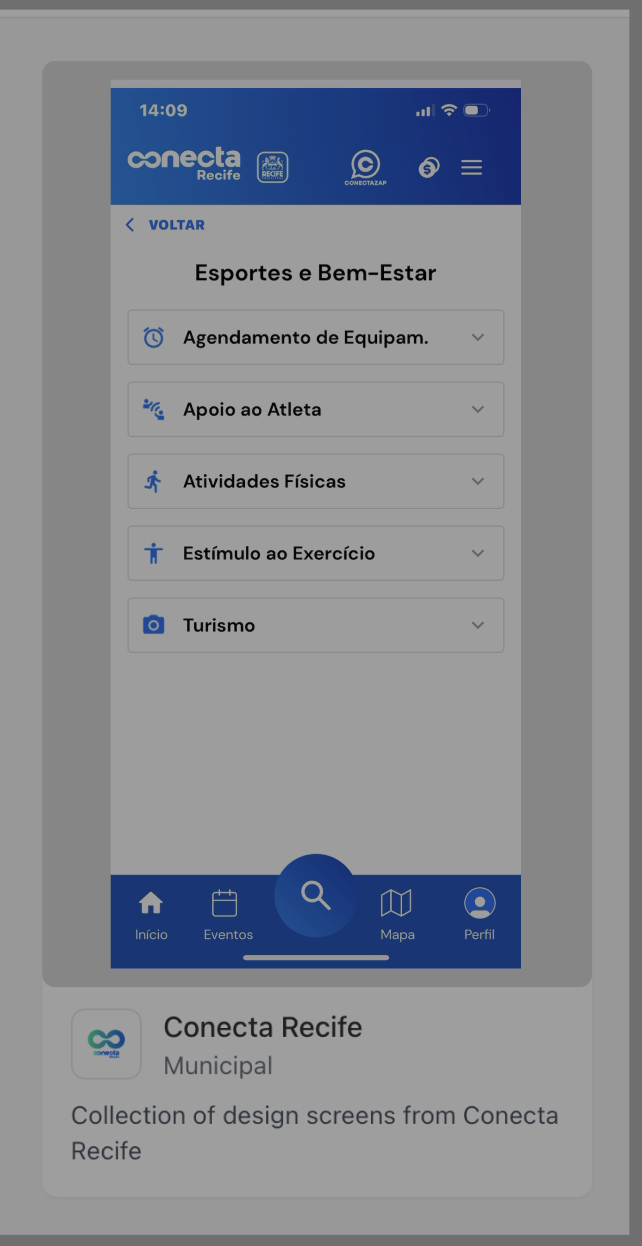 14:09
conecta
Recife
RECIFE
CONECTAZAP
VOLTAR
Esportes e Bem-Estar
Agendamento de Equipam.
Apoio ao Atleta
Atividades Físicas
Estímulo ao Exercício
Turismo
Início
Eventos
Mapa
Perfil
conecta
Conecta Recife
Municipal
Collection of design screens from Conecta
Recife